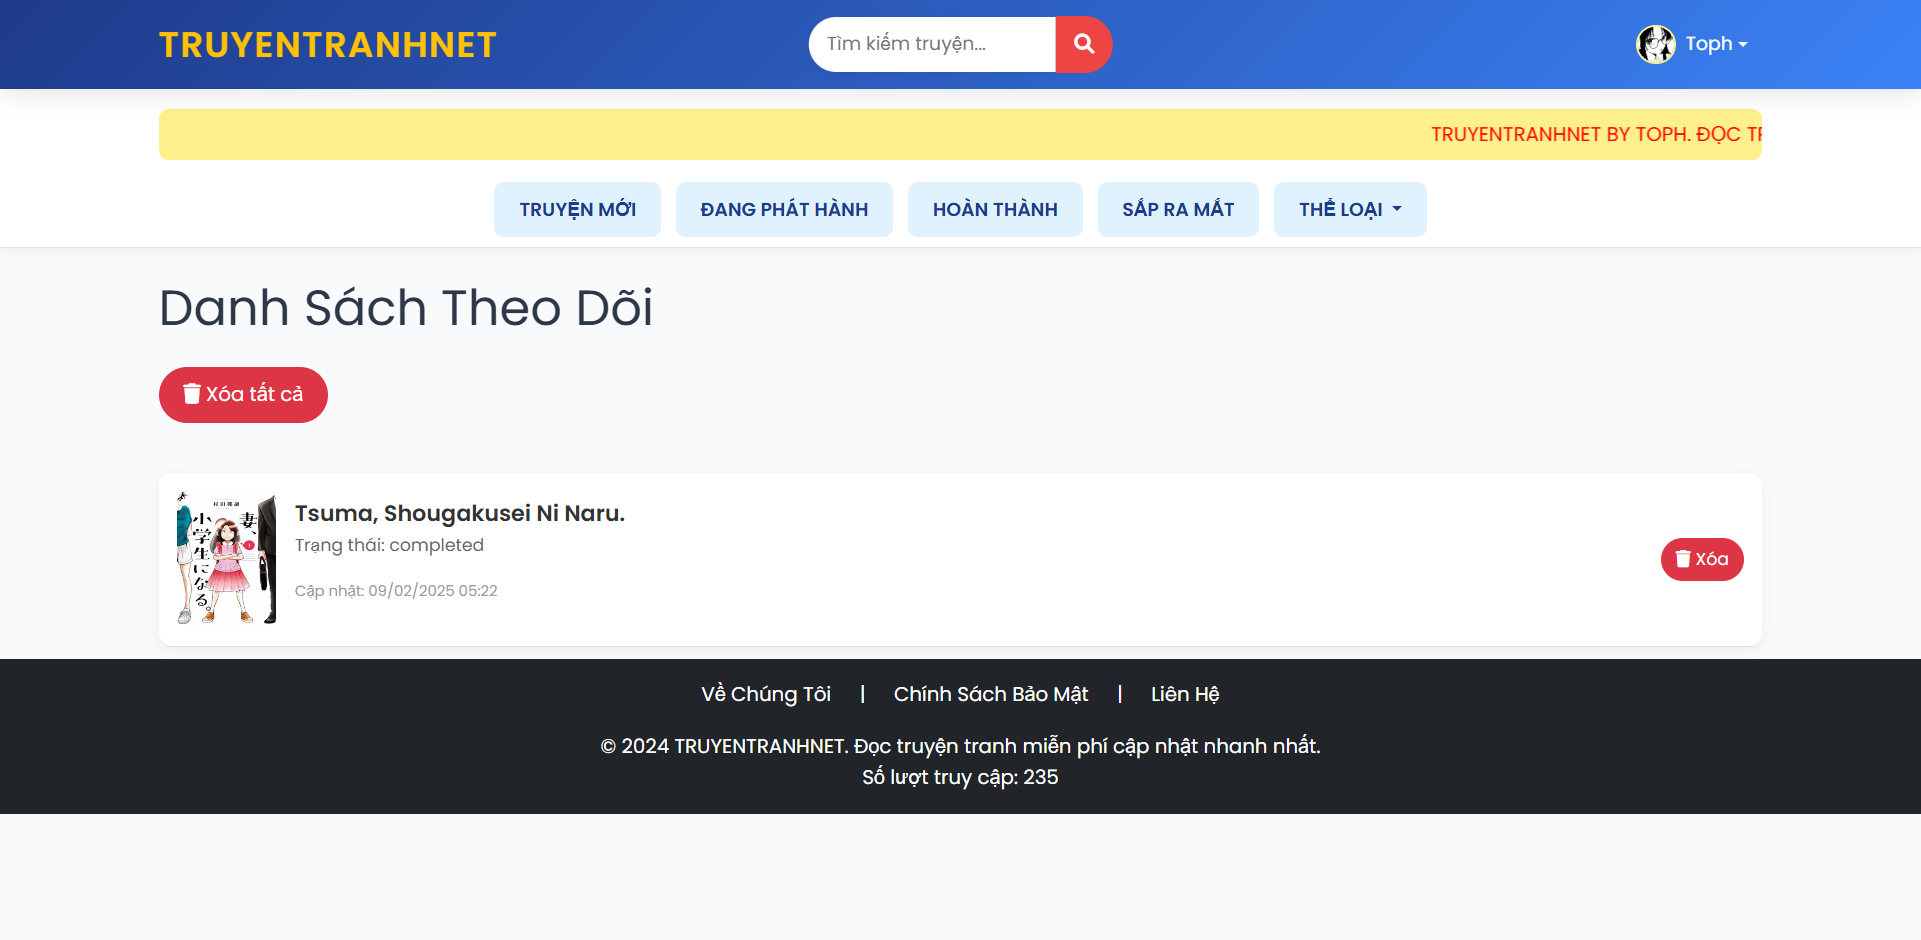 TRUYENTRANHNET
Tìm kiếm truyện...
Toph
TRUYENTRANHNET BY TOPH. ĐỌC TR
TRUYỆN MỚI
ĐANG PHÁT HÀNH
HOÀN THÀNH
SẮP RA MẮT
THỂ LOẠI
Danh Sách Theo Dõi
Xóa tất cả
妻、
小学生になる。
Tsuma, Shougakusei Ni Naru.
Trạng thái: completed
Cập nhật: 09/02/2025 05:22
Xóa
Về Chúng Tôi | Chính Sách Bảo Mật | Liên Hệ
© 2024 TRUYENTRANHNET. Đọc truyện tranh miễn phí cập nhật nhanh nhất.
Số lượt truy cập: 235